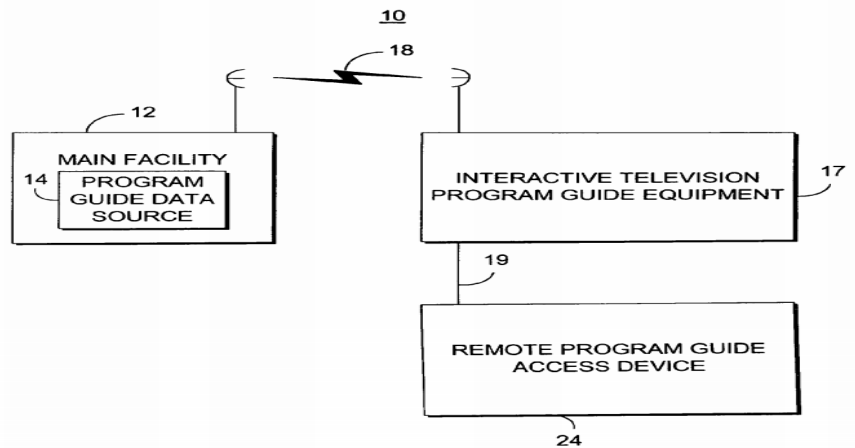 10
18
12
MAIN FACILITY
14
PROGRAM
GUIDE DATA
SOURCE
INTERACTIVE TELEVISION
PROGRAM GUIDE EQUIPMENT
17
19
REMOTE PROGRAM GUIDE
ACCESS DEVICE
24